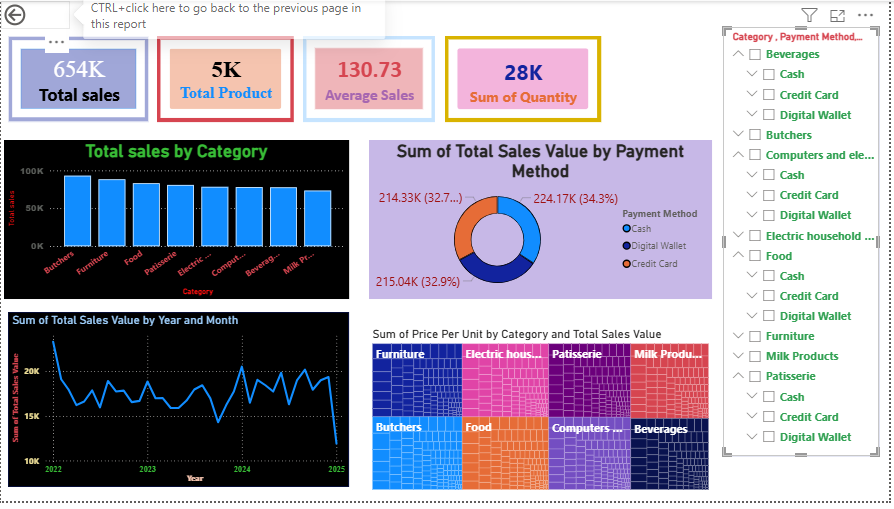 CTRL+click here to go back to the previous page in
this report
654K
Total sales
5K
Total Product
130.73
Average Sales
28K
Sum of Quantity
Total sales by Category
Total sales
100K
50K
0K
Butchers
Furniture
Food
Patisserie
Electric ...
Comput...
Beverag...
Milk Pr...
Category
Sum of Total Sales Value by Payment
Method
214.33K (32.7...)
224.17K (34.3%)
215.04K (32.9%)
Payment Method
Cash
Digital Wallet
Credit Card
Sum of Total Sales Value by Year and Month
Sum of Total Sales Value
20K
15K
10K
2022
2023
2024
2025
Year
Sum of Price Per Unit by Category and Total Sales Value
Furniture
Electric hous...
Patisserie
Milk Produ...
Butchers
Food
Computers ...
Beverages
Category , Payment Method,...
Beverages
Cash
Credit Card
Digital Wallet
Butchers
Computers and ele...
Cash
Credit Card
Digital Wallet
Electric household ...
Food
Cash
Credit Card
Digital Wallet
Furniture
Milk Products
Patisserie
Cash
Credit Card
Digital Wallet